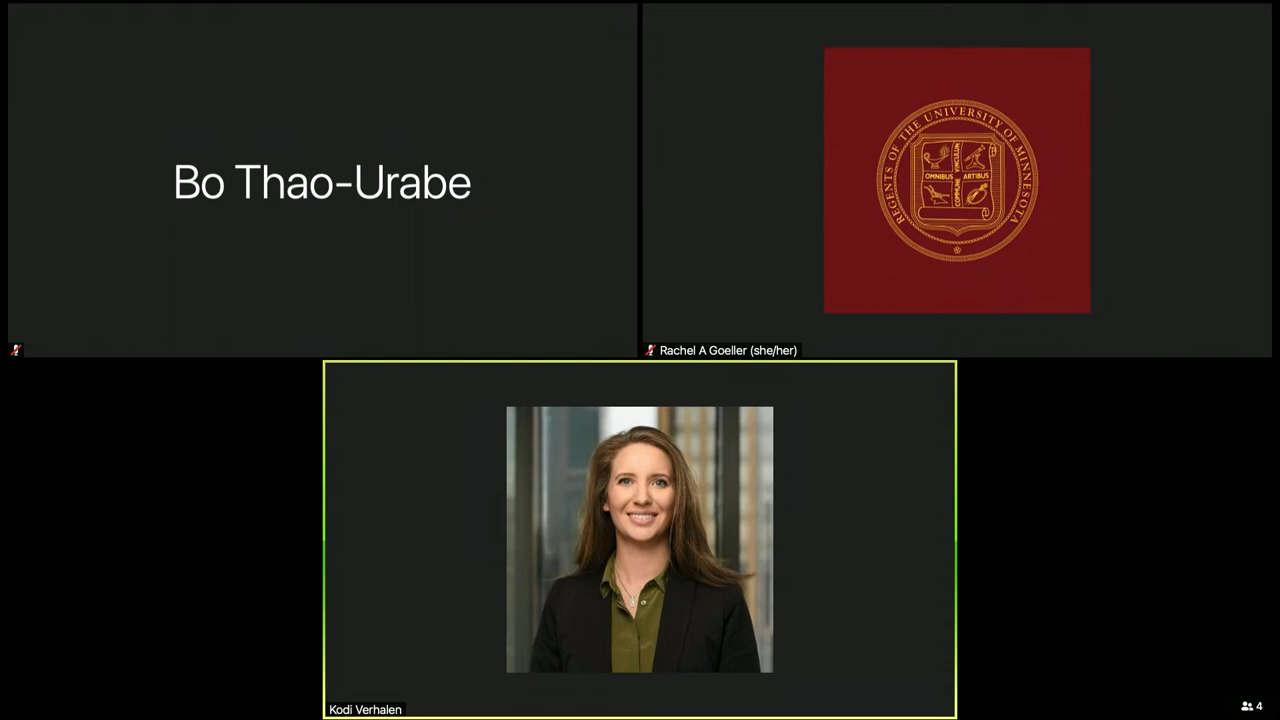 Bo Thao-Urabe
REGENTS OF THE UNIVERSITY OF MINNESOTA
OMNIBUS ARTIBUS
COMMUNE VINCULUM
Rachel A Goeller (she/her)
Kodi Verhalen
4